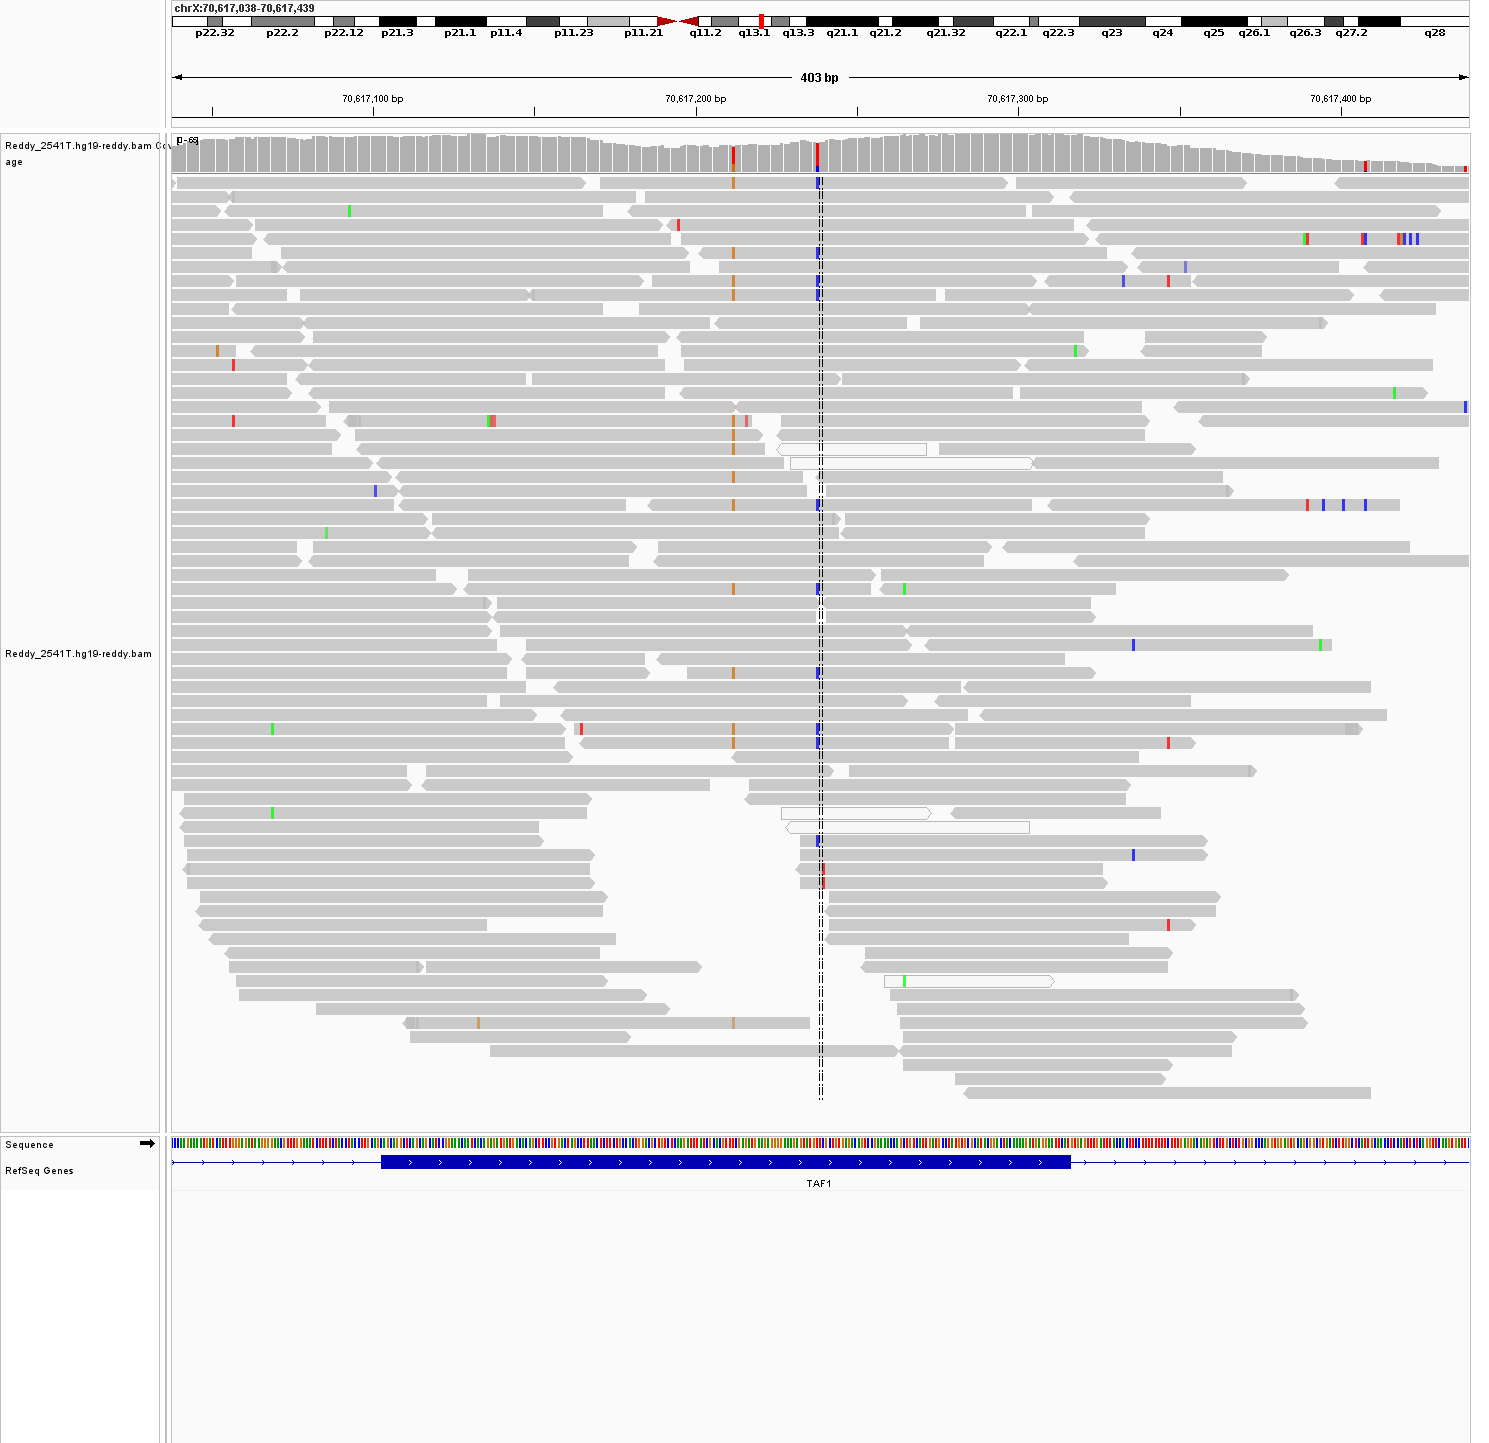 chrX:70,617,038-70,617,439
p22.32 p22.2 p22.12 p21.3 p21.1 p11.4 p11.23 p11.21 q11.2 q13.1 q13.3 q21.1 q21.2 q21.32 q22.1 q22.3 q23 q24 q25 q26.1 q26.3 q27.2 q28
403 bp
70,617,100 bp 70,617,200 bp 70,617,300 bp 70,617,400 bp
Reddy_2541T.hg19-reddy.bam Cov
age
Reddy_2541T.hg19-reddy.bam
Sequence
RefSeq Genes
TAF1